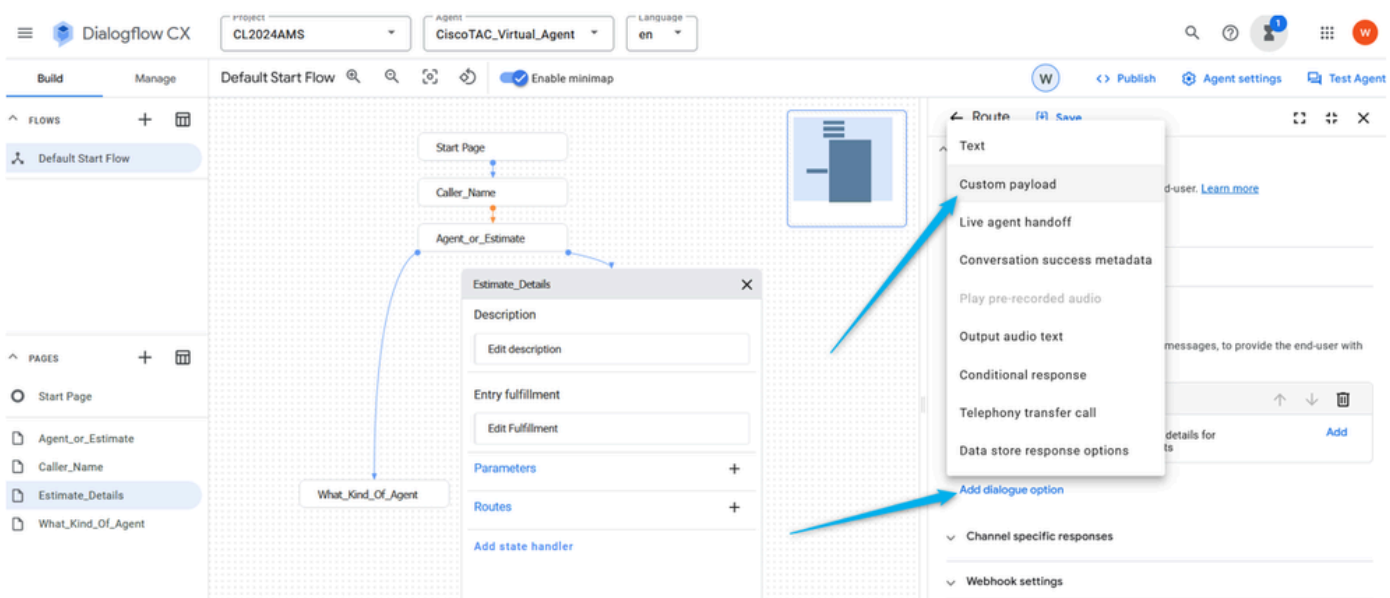 Dialogflow CX
Project
CL2024AMS
Agent
CiscoTAC_Virtual_Agent
Language
en
1
W
Build
Manage
Default Start Flow
Enable minimap
W
Publish
Agent settings
Test Agent
FLOWS
Default Start Flow
PAGES
Start Page
Agent_or_Estimate
Caller_Name
Estimate_Details
What_Kind_Of_Agent
Start Page
Caller_Name
Agent_or_Estimate
What_Kind_Of_Agent
Estimate_Details
Description
Edit description
Entry fulfillment
Edit Fulfillment
Parameters
Routes
Add state handler
Route
Save
Text
Custom payload
Live agent handoff
Conversation success metadata
Play pre-recorded audio
Output audio text
Conditional response
Telephony transfer call
Data store response options
d-user. Learn more
messages, to provide the end-user with
details for
ts
Add
Add dialogue option
Channel specific responses
Webhook settings